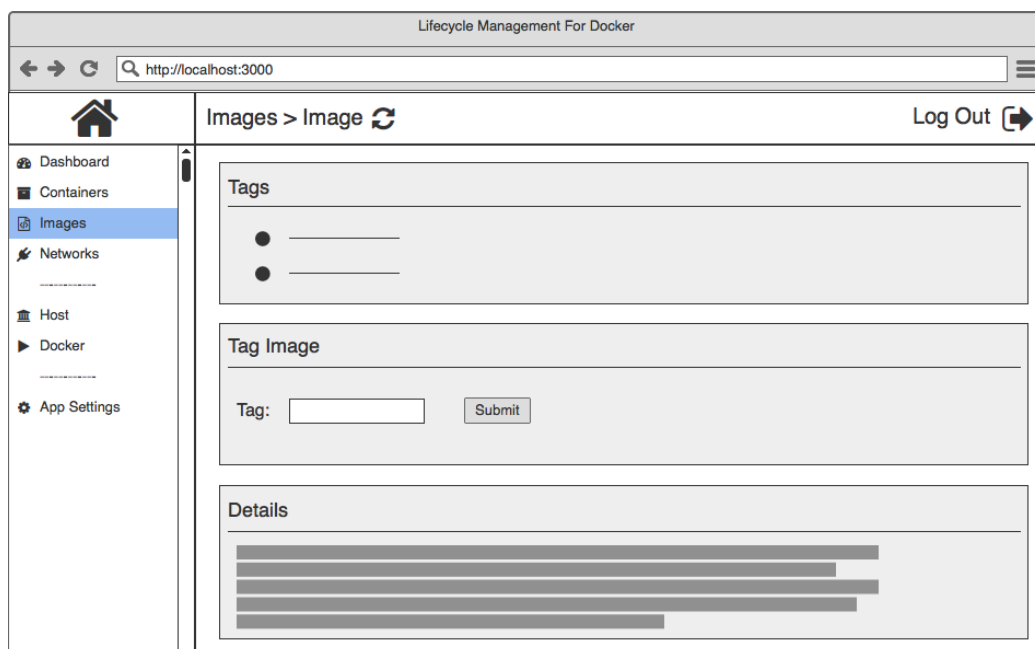 Lifecycle Management For Docker
http://localhost:3000
Images > Image
Log Out
Dashboard
Containers
Images
Networks
------------
Host
Docker
------------
App Settings
Tags
Tag Image
Tag:
Submit
Details